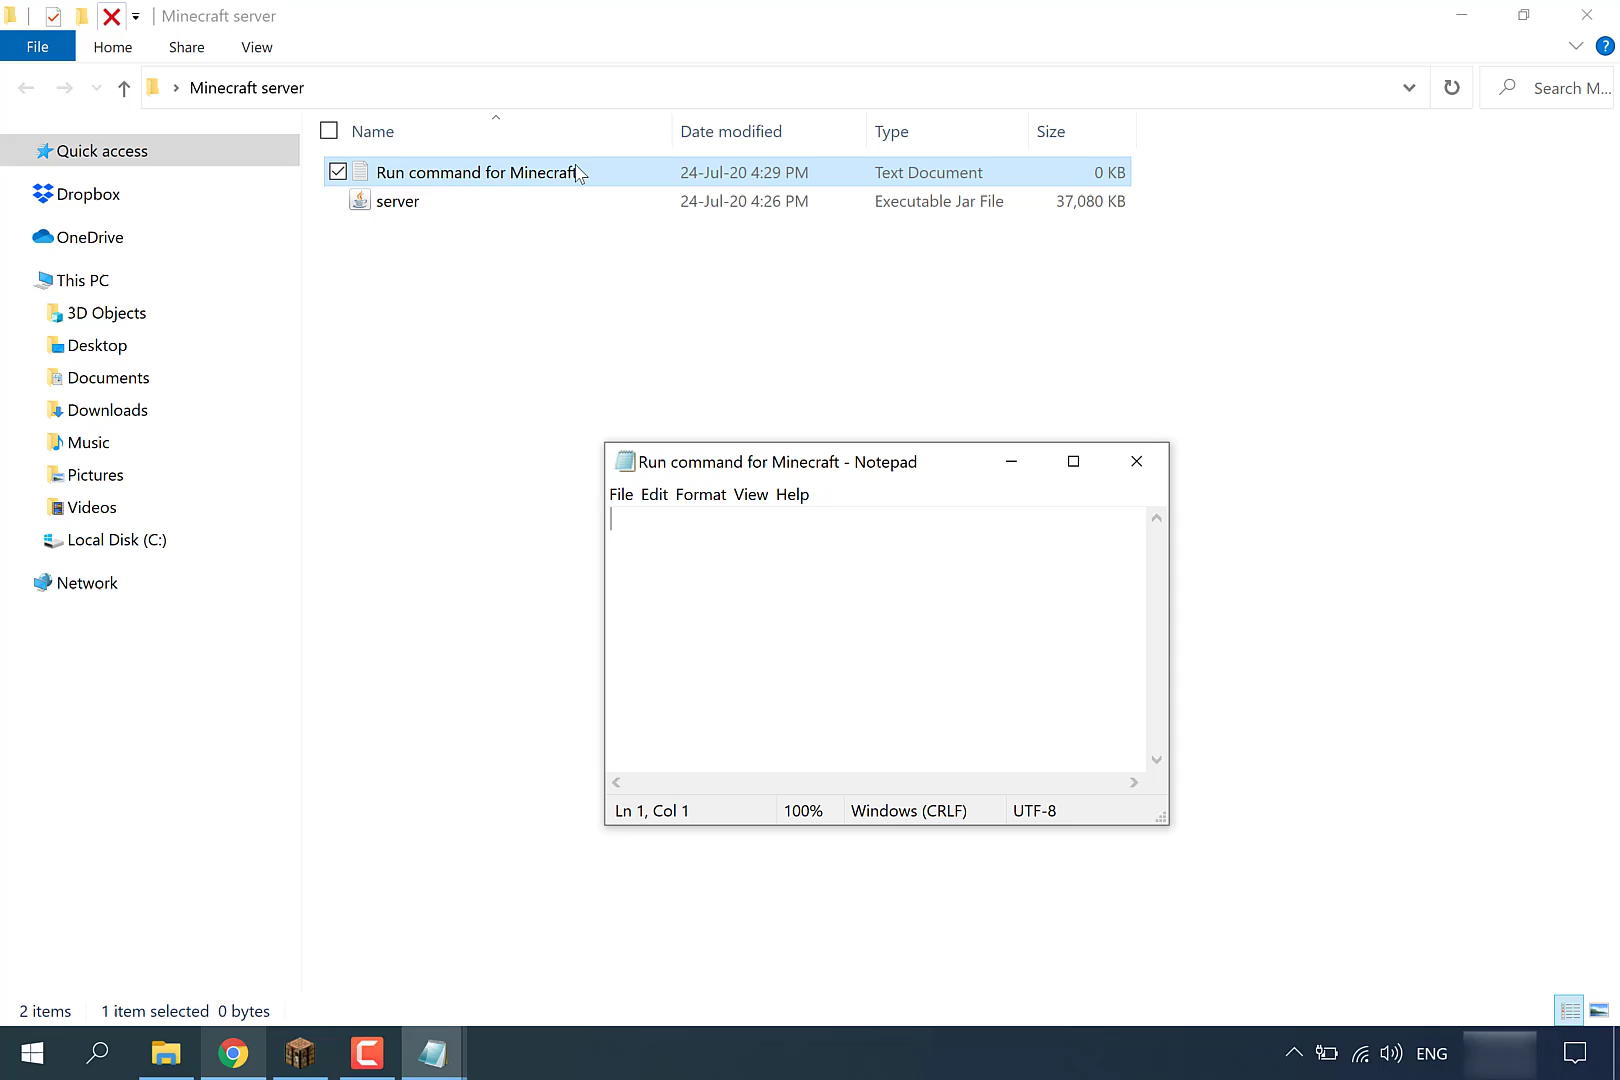 Minecraft server
File Home Share View
Minecraft server
Search M...
Name Date modified Type Size
Run command for Minecraft 24-Jul-20 4:29 PM Text Document 0 KB
server 24-Jul-20 4:26 PM Executable Jar File 37,080 KB
Quick access
Dropbox
OneDrive
This PC
3D Objects
Desktop
Documents
Downloads
Music
Pictures
Videos
Local Disk (C:)
Network
Run command for Minecraft - Notepad
File Edit Format View Help
Ln 1, Col 1 100% Windows (CRLF) UTF-8
2 items 1 item selected 0 bytes
ENG